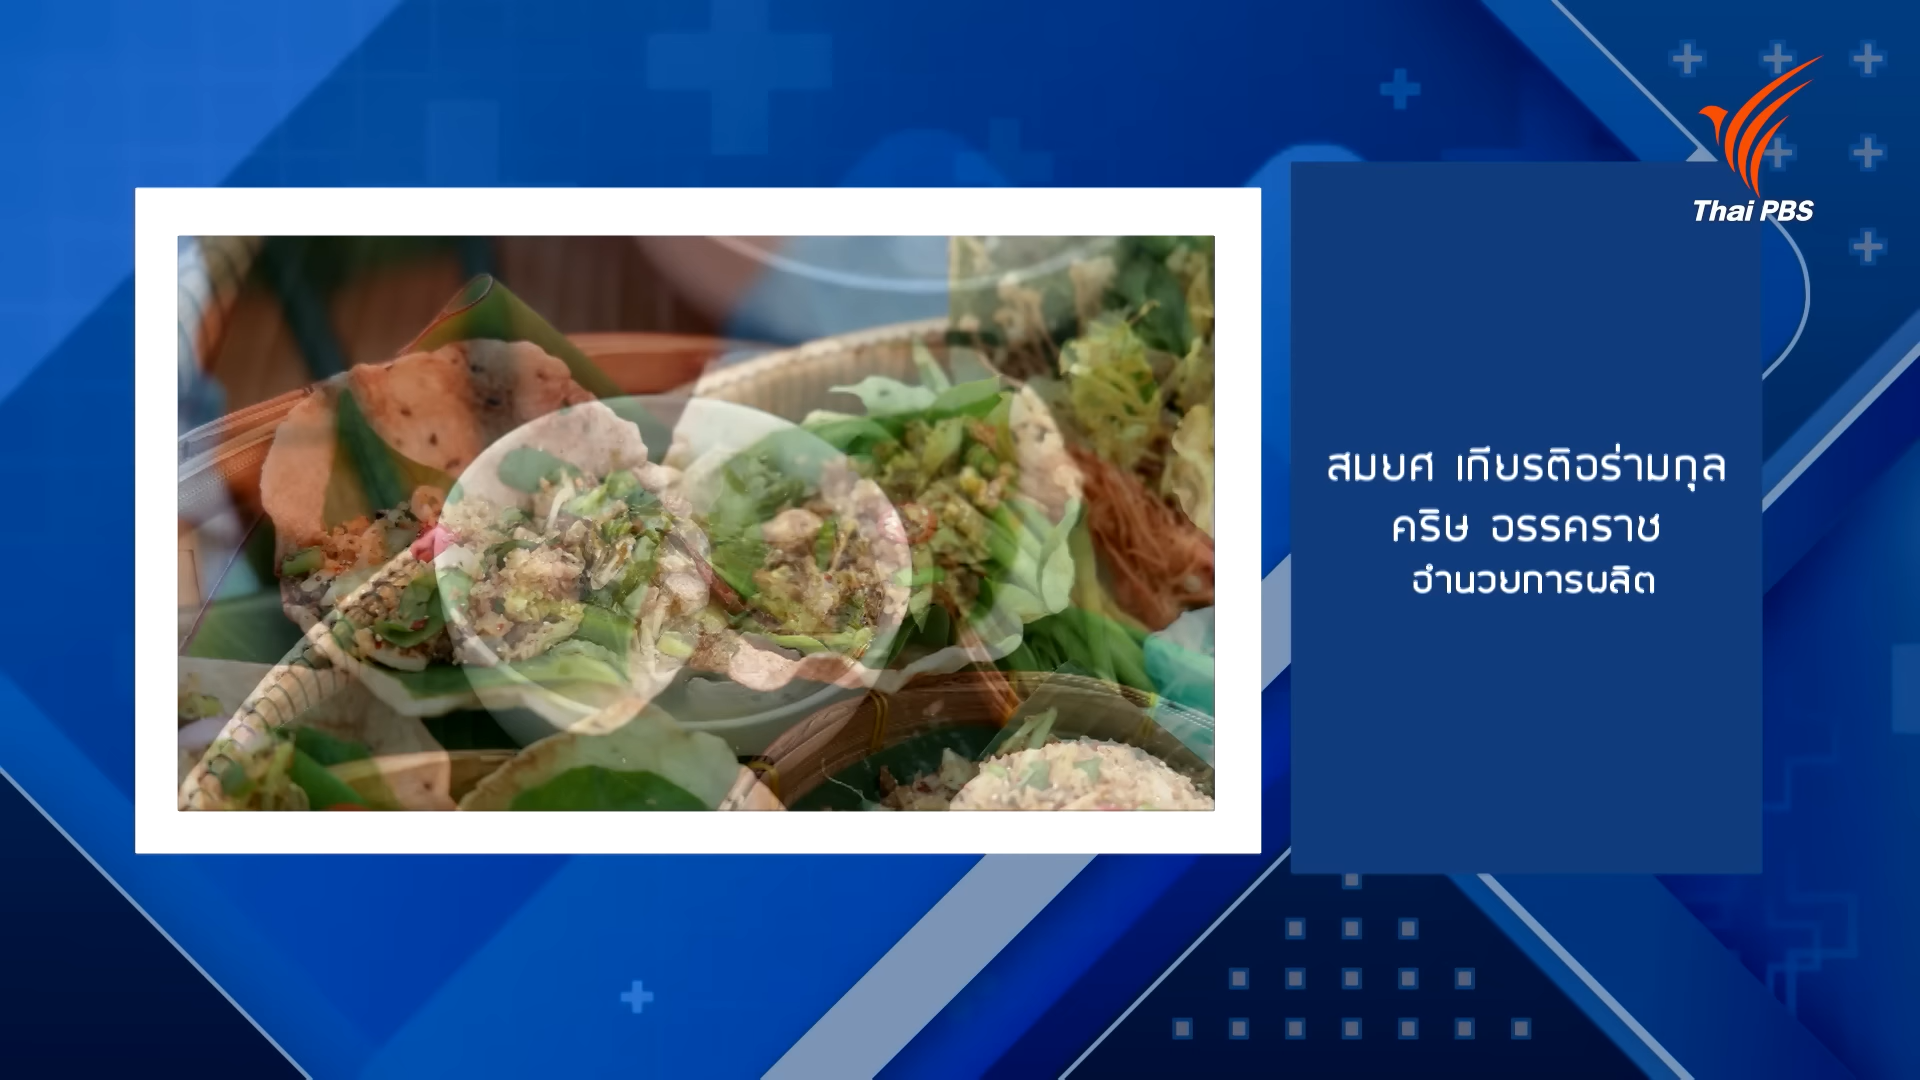 Thai PBS
สมยศ เกียรติอร่ามกุล
คริษ อรรคราช
อำนวยการผลิต